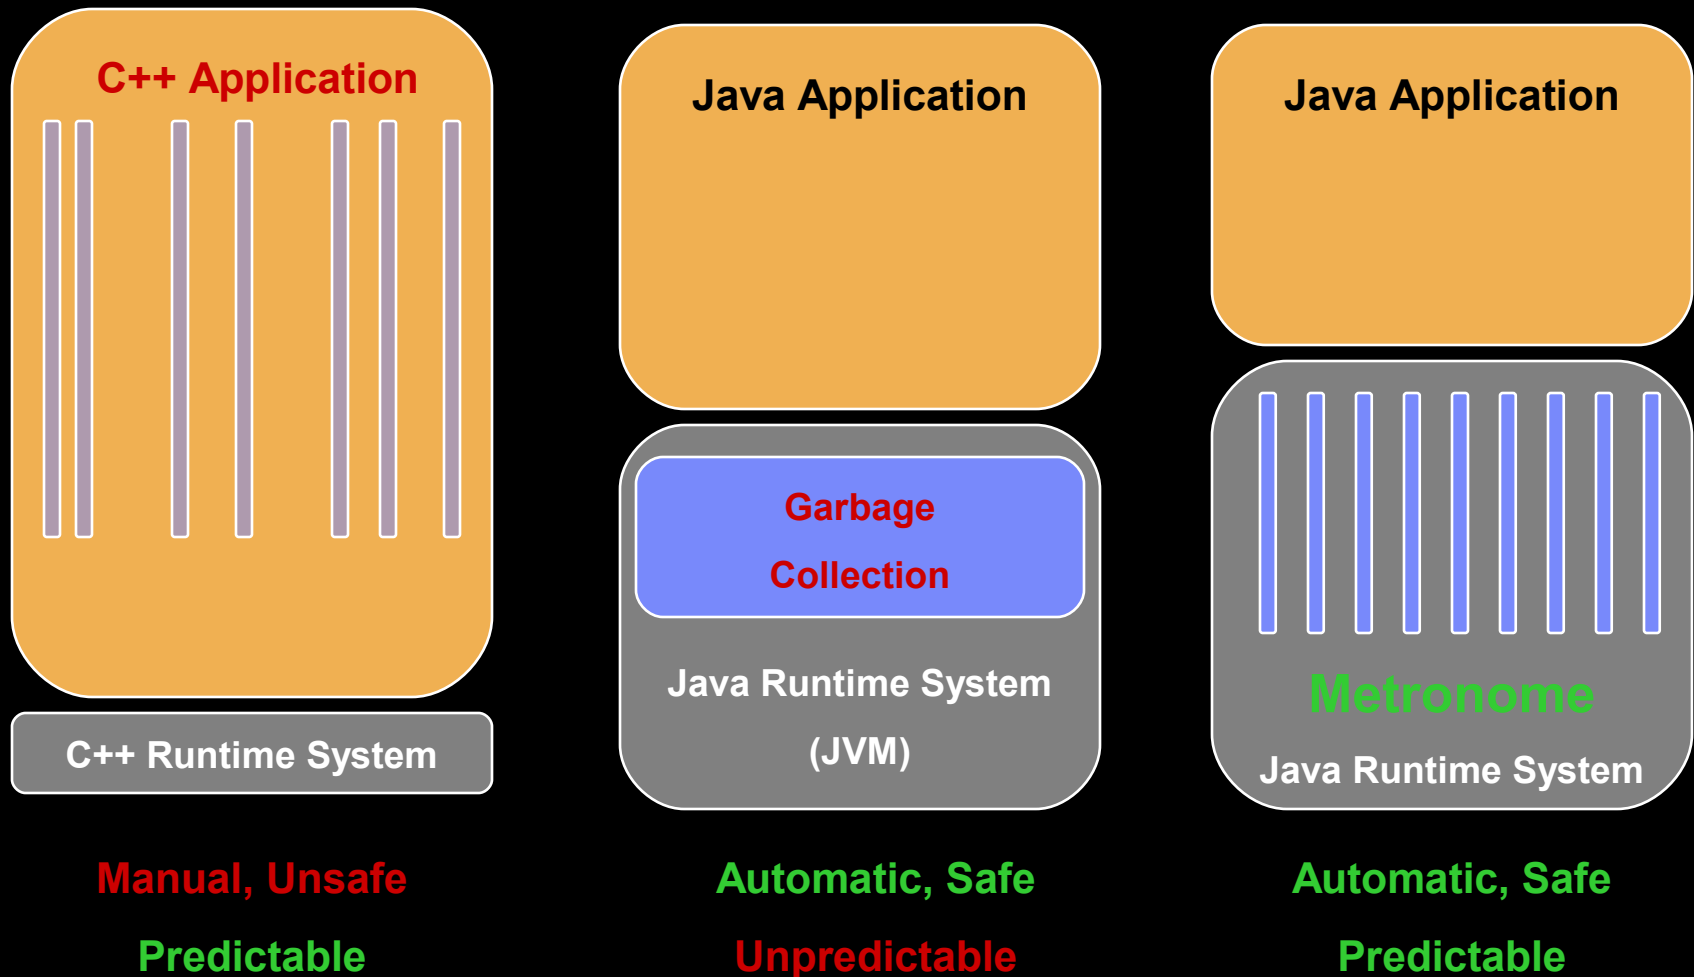 C++ Application
C++ Runtime System
Manual, Unsafe
Predictable
Java Application
Garbage
Collection
Java Runtime System
(JVM)
Automatic, Safe
Unpredictable
Java Application
Metronome
Java Runtime System
Automatic, Safe
Predictable